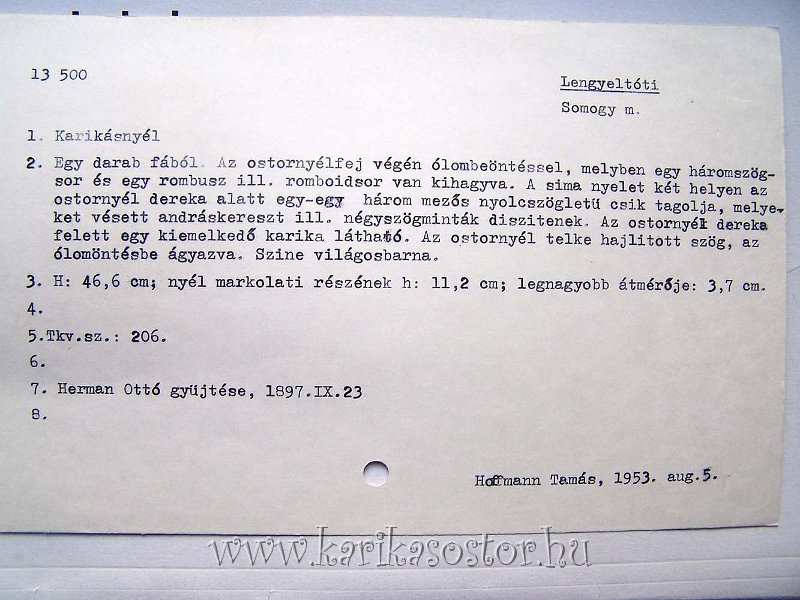 13 500
Lengyeltóti
Somogy m.
1. Karikásnyél
2. Egy darab fából. Az ostornyélfej végén ólombeöntéssel, melyben egy háromszög-
sor és egy rombusz ill. romboidsor van kihagyva. A sima nyelet két helyen az
ostornyél dereka alatt egy-egy három mezős nyolcszögletü csik tagolja, melye-
ket vésett andráskereszt ill. négyszögminták diszitenek. Az ostornyél dereka
felett egy kiemelkedő karika látható. Az ostornyél telke hajlitott szög, az
ólomöntésbe ágyazva. Szine világosbarna.
3. H: 46,6 cm; nyél markolati részének h: 11,2 cm; legnagyobb átmérője: 3,7 cm.
4.
5.Tkv.sz.: 206.
6.
7. Herman Ottó gyüjtése, 1897.IX.23
8.
Hoffmann Tamás, 1953. aug.5.
www.karikasostor.hu